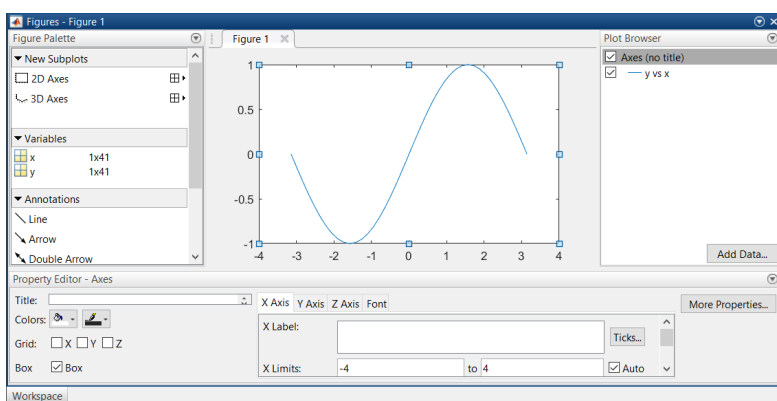 Figures - Figure 1
Figure Palette
New Subplots
2D Axes
3D Axes
Variables
x 1x41
y 1x41
Annotations
Line
Arrow
Double Arrow
Figure 1
1
0.5
0
-0.5
-1
-4 -3 -2 -1 0 1 2 3 4
Plot Browser
Axes (no title)
y vs x
Add Data...
Property Editor - Axes
Title:
Colors:
Grid: X Y Z
Box Box
X Axis Y Axis Z Axis Font
X Label:
Ticks...
X Limits: -4 to 4 Auto
More Properties...
Workspace